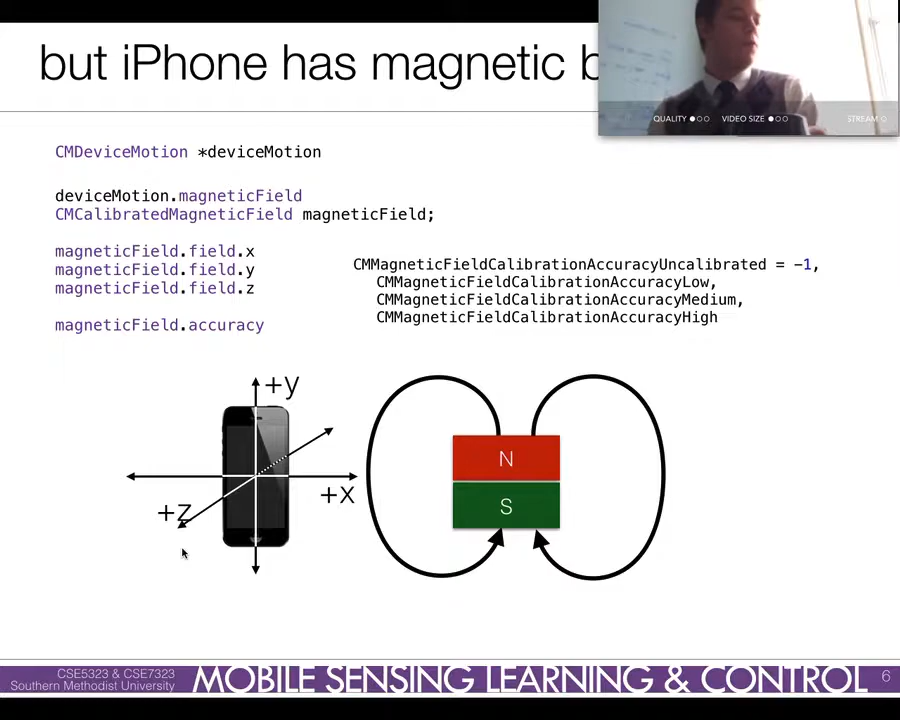 but iPhone has magnetic b
QUALITY
VIDEO SIZE
STREAM
CMDeviceMotion *deviceMotion
deviceMotion.magneticField
CMCalibratedMagneticField magneticField;
magneticField.field.x
magneticField.field.y
magneticField.field.z
magneticField.accuracy
CMMagneticFieldCalibrationAccuracyUncalibrated = -1,
CMMagneticFieldCalibrationAccuracyLow,
CMMagneticFieldCalibrationAccuracyMedium,
CMMagneticFieldCalibrationAccuracyHigh
+y
+x
+z
N
S
CSE5323 & CSE7323
Southern Methodist University
MOBILE SENSING LEARNING & CONTROL
6